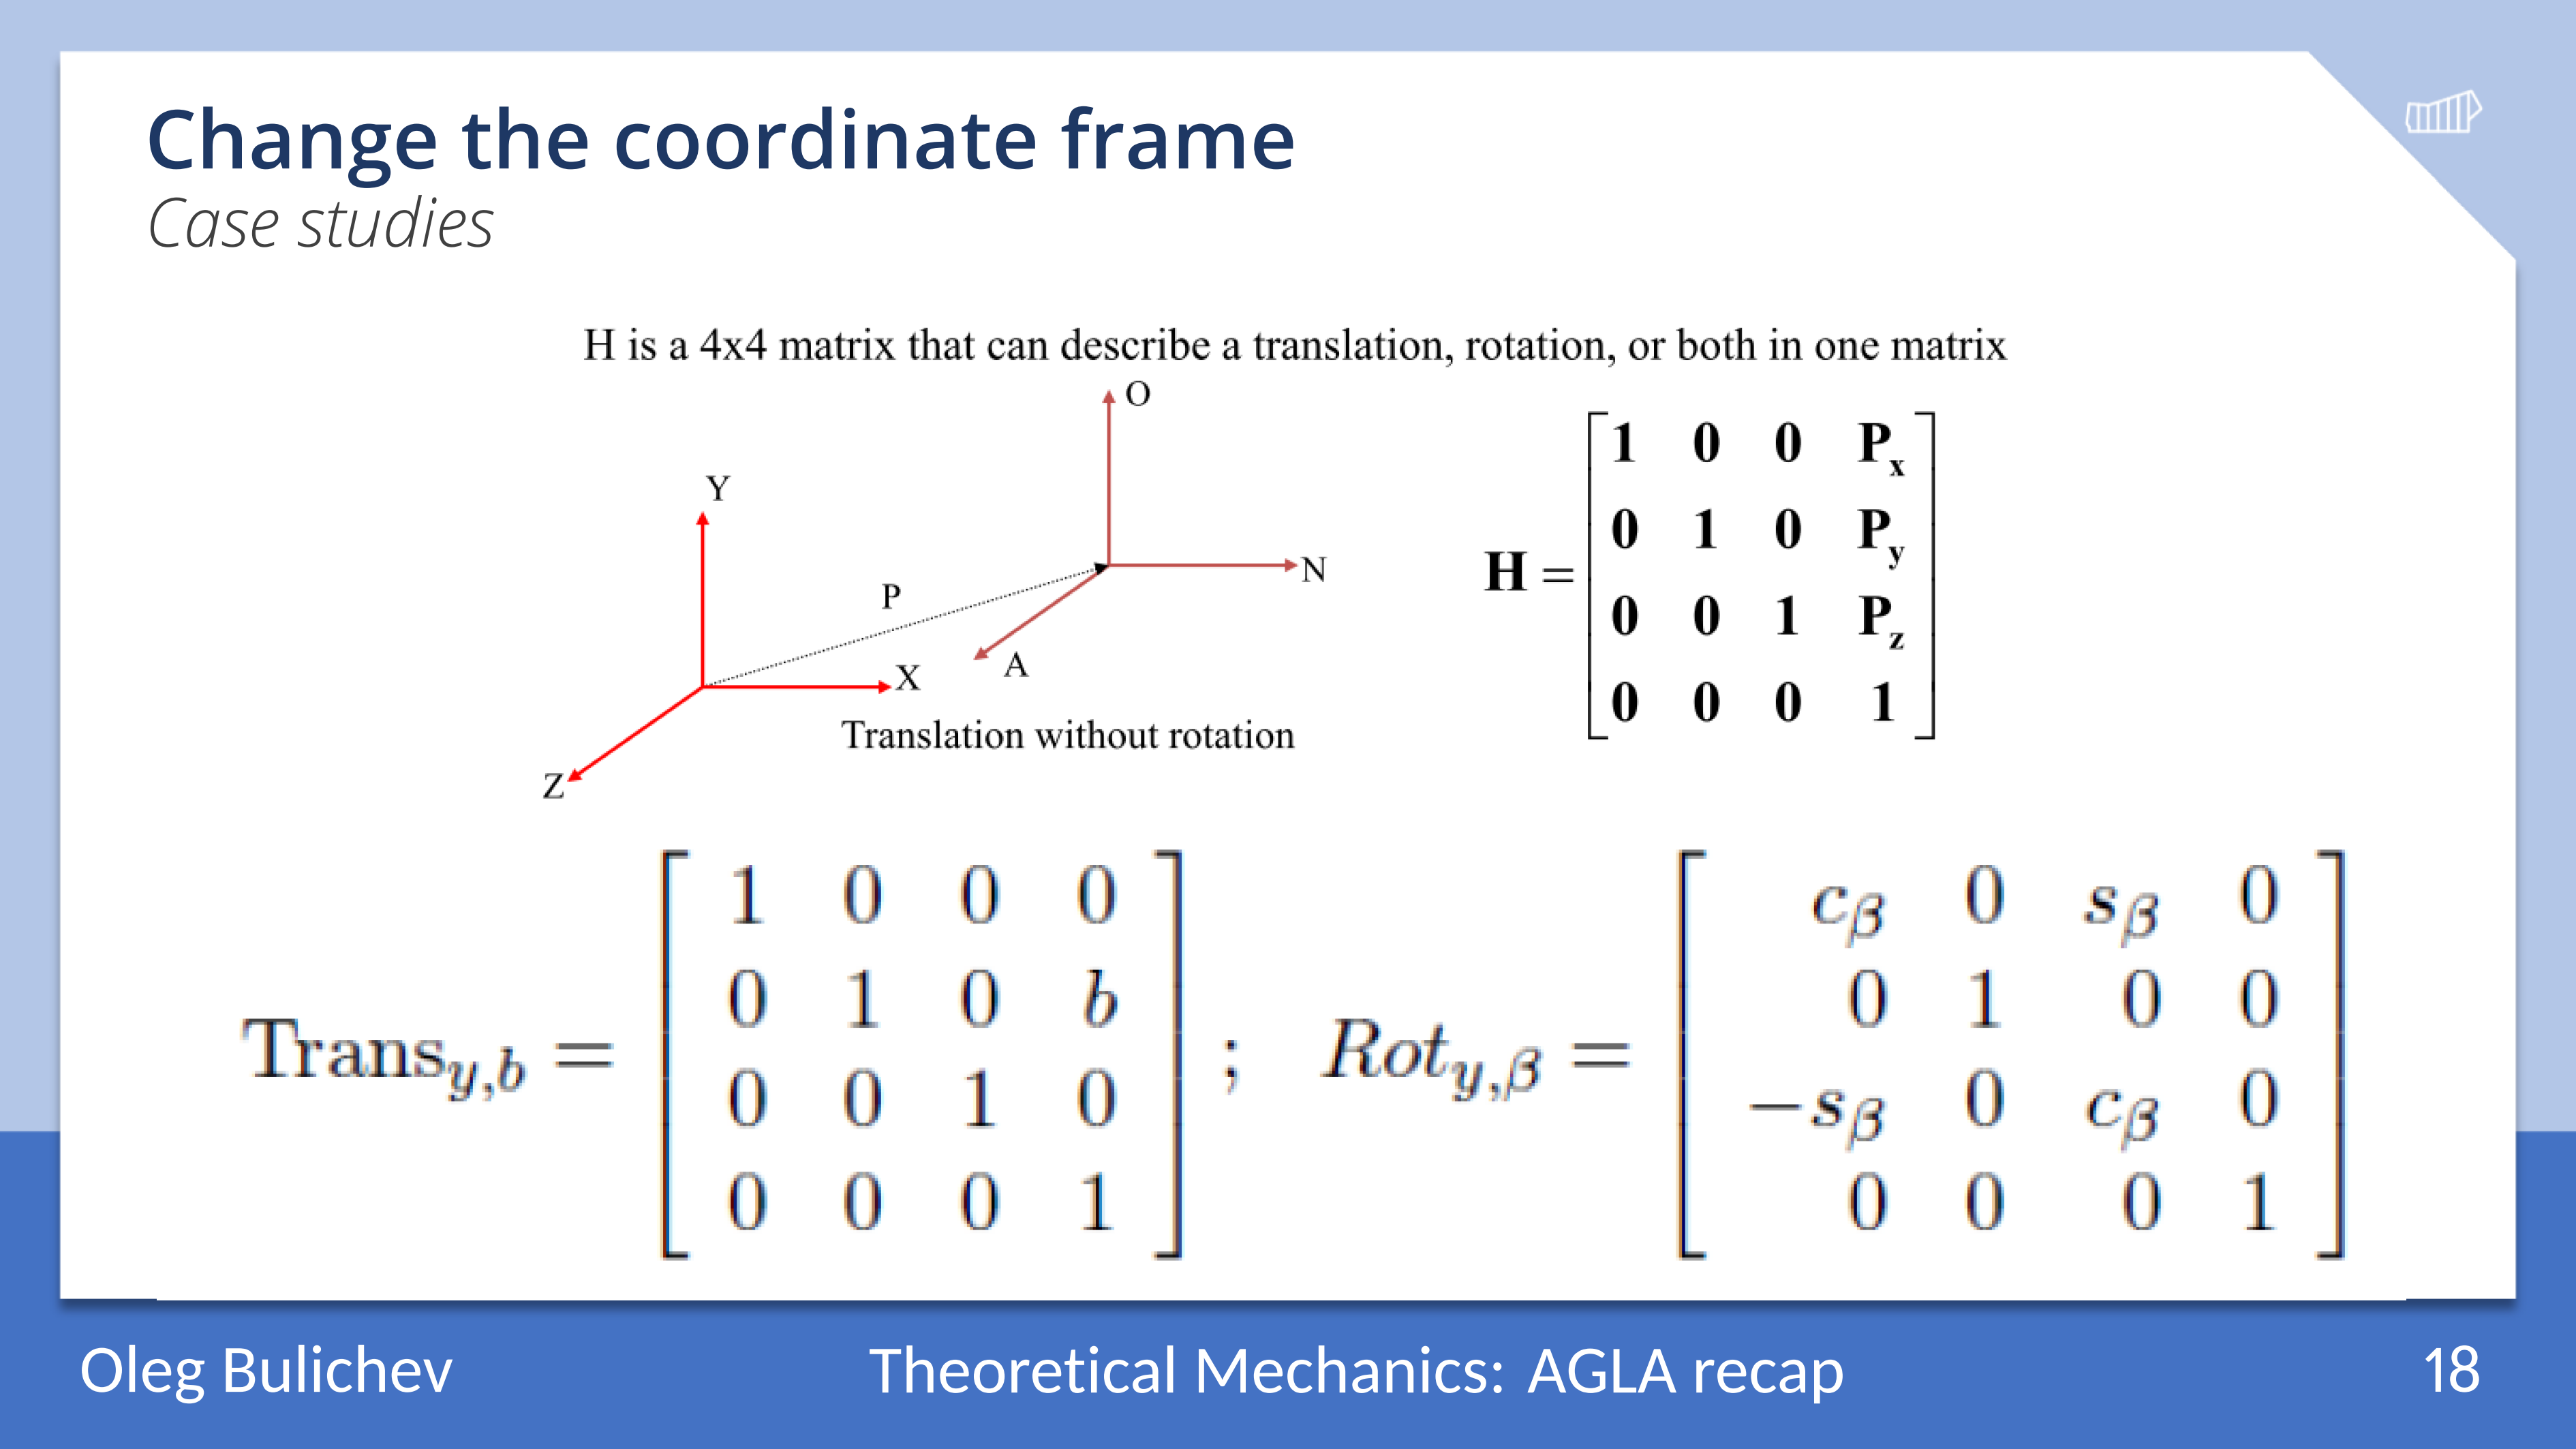 Change the coordinate frame
Case studies
H is a 4x4 matrix that can describe a translation, rotation, or both in one matrix
O
Y
N
P
A
X
Translation without rotation
Z
H =
1 0 0 Px
0 1 0 Py
0 0 1 Pz
0 0 0 1
Trans y,b =
1 0 0 0
0 1 0 b
0 0 1 0
0 0 0 1
;
Rot y,β =
cβ 0 sβ 0
0 1 0 0
−sβ 0 cβ 0
0 0 0 1
Oleg Bulichev
Theoretical Mechanics: AGLA recap
18